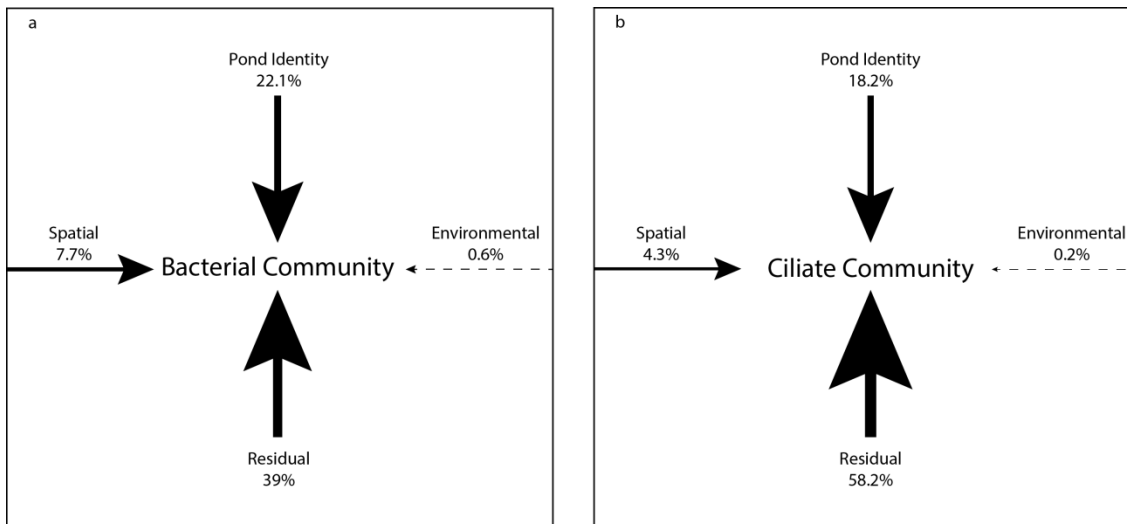 a
Pond Identity
22.1%
Spatial
7.7%
Environmental
0.6%
Bacterial Community
Residual
39%
b
Pond Identity
18.2%
Spatial
4.3%
Environmental
0.2%
Ciliate Community
Residual
58.2%